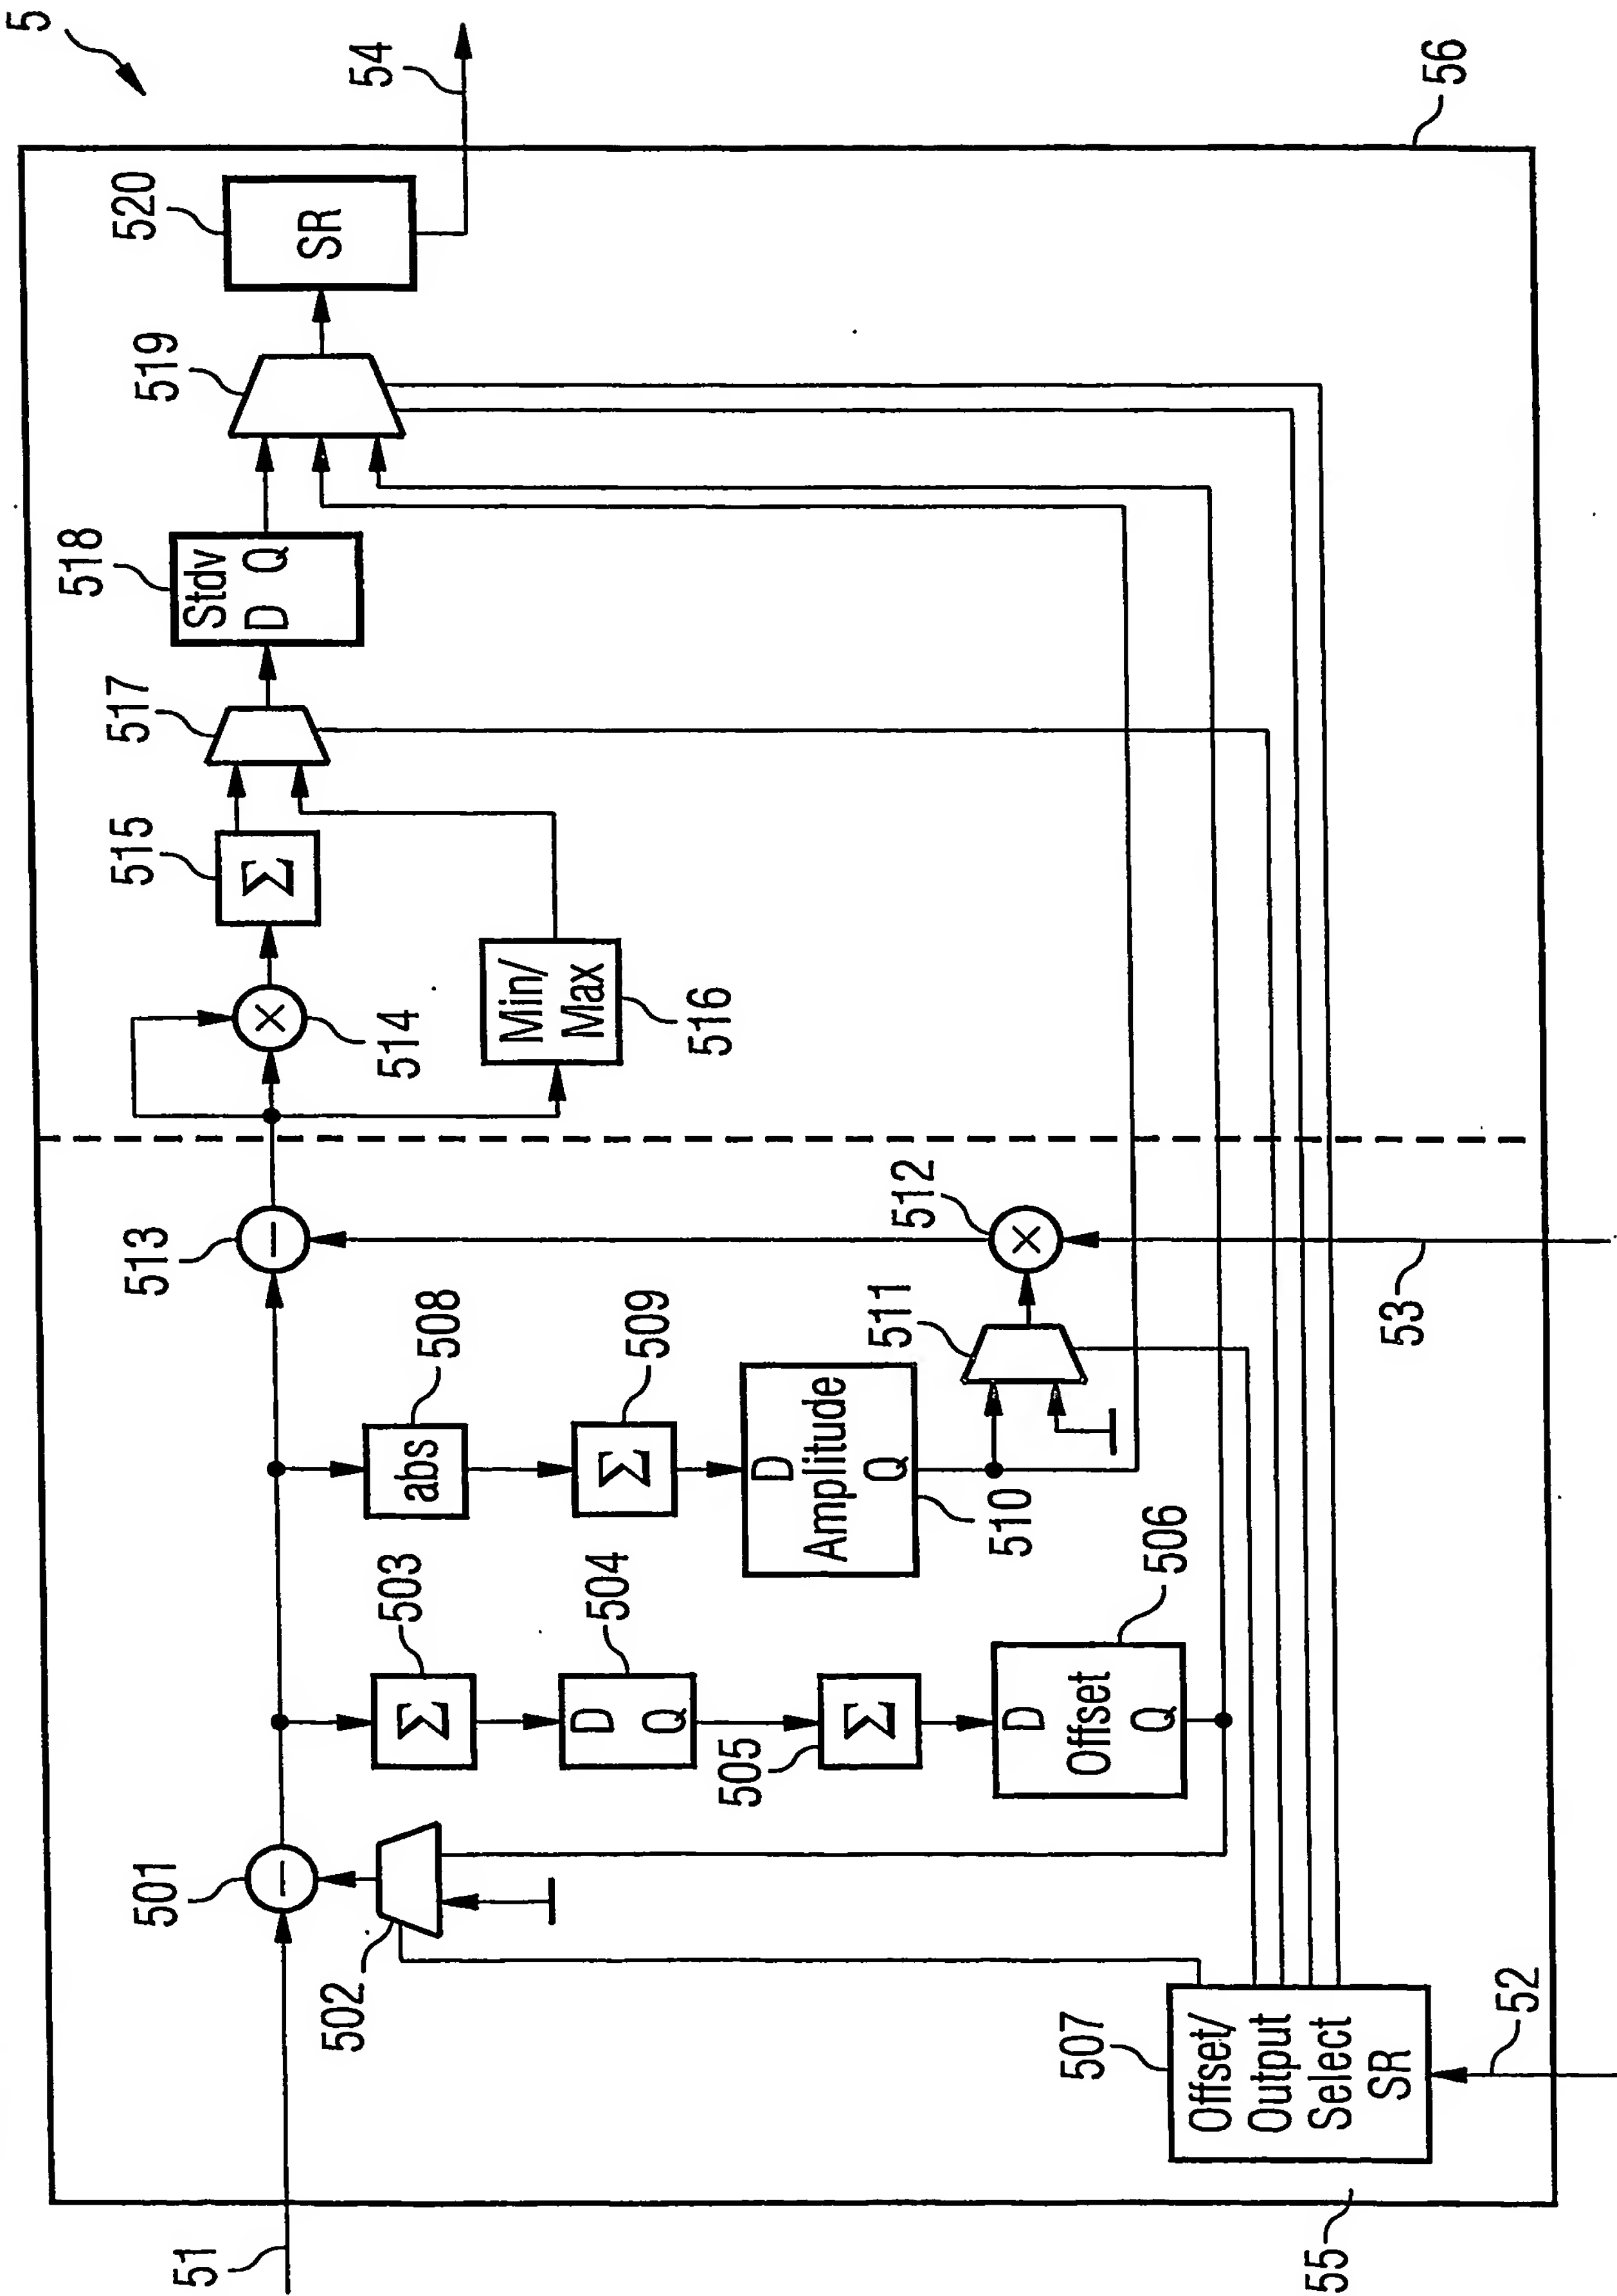 5
54
56
520
SR
519
518
Stdv
D Q
517
515
Σ
514
Min/
Max
516
513
512
53
511
508
abs
509
Σ
D
Amplitude
Q
510
503
Σ
504
D
Q
505
Σ
506
D
Offset
Q
501
502
507
Offset/
Output
Select
SR
52
51
55